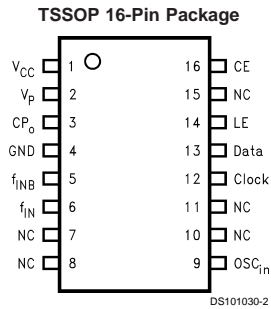 TSSOP 16-Pin Package
VCC 1 16 CE
VP 2 15 NC
CPo 3 14 LE
GND 4 13 Data
fINB 5 12 Clock
fIN 6 11 NC
NC 7 10 NC
NC 8 9 OSCin
DS101030-2